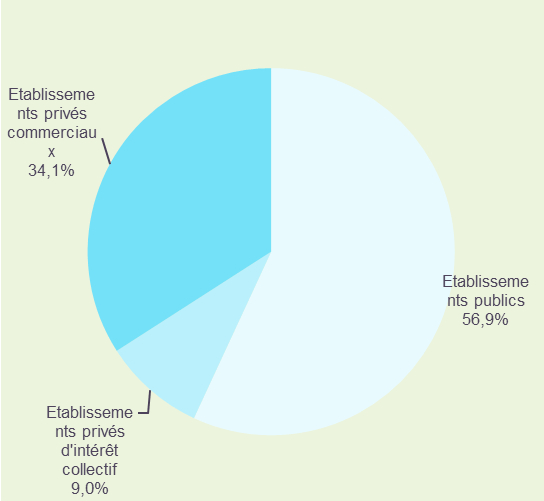 Etablisseme
nts privés
commerciau
x
34,1%
Etablisseme
nts publics
56,9%
Etablisseme
nts privés
d'intérêt
collectif
9,0%